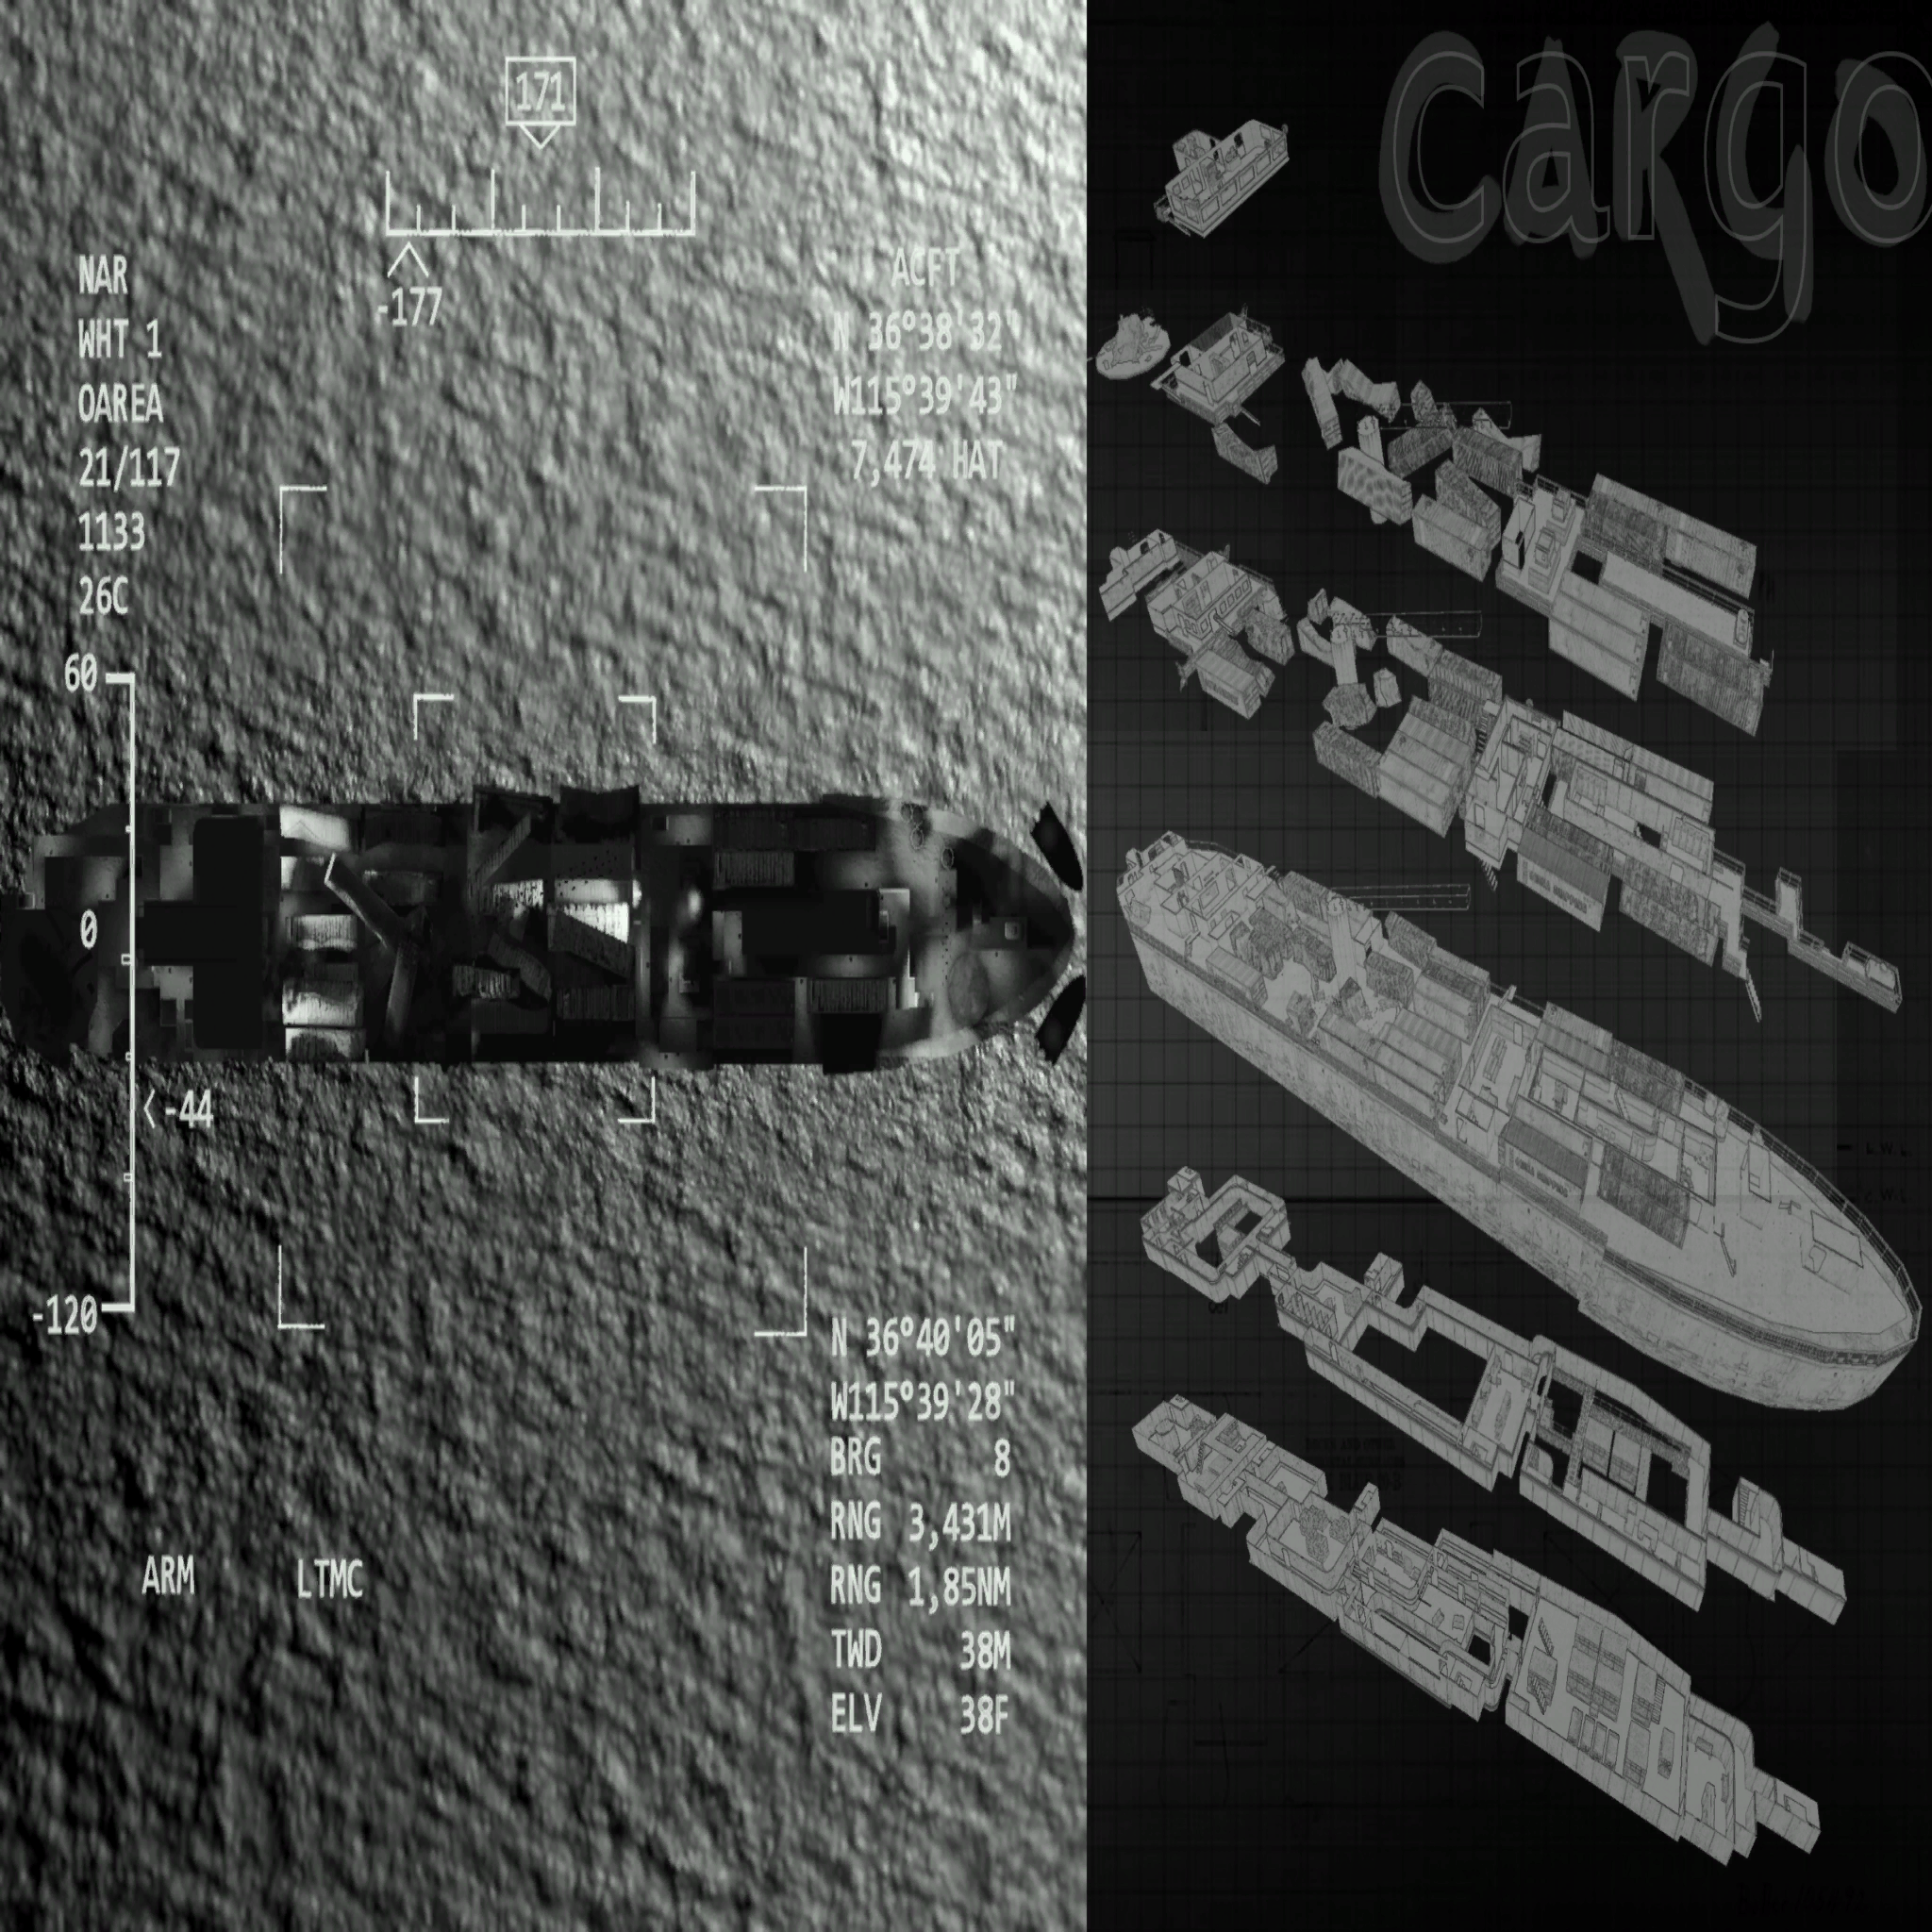 171
-177
NAR
WHT 1
OAREA
21/117
1133
26C
ACFT
N 36°38'32"
W115°39'43"
7,474 HAT
60
0
<-44
-120
N 36°40'05"
W115°39'28"
BRG 8
RNG 3,431M
RNG 1,85NM
TWD 38M
ELV 38F
ARM LTMC
cargo
L.W.L.